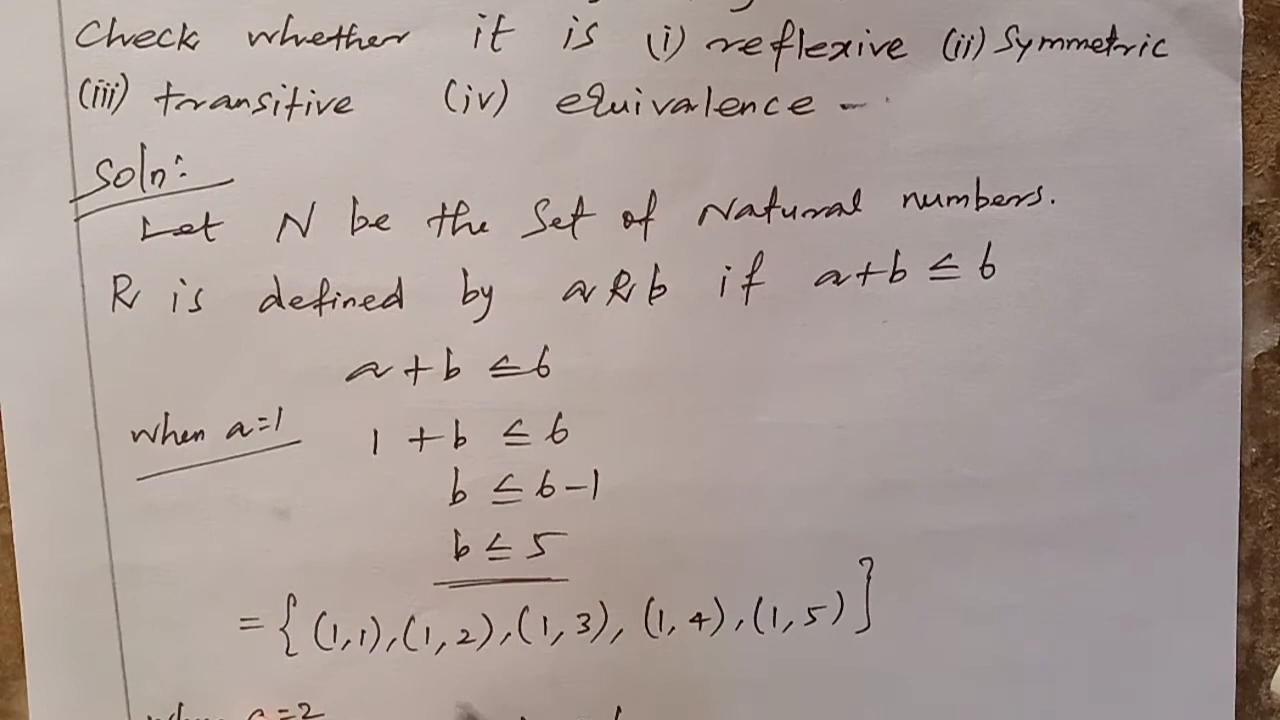 Check whether it is (i) reflexive (ii) Symmetric
(iii) transitive (iv) equivalence -
Soln:
Let N be the Set of Natural numbers.
R is defined by a R b if a+b ≤ 6
a + b ≤ 6
when a=1 1 + b ≤ 6
b ≤ 6-1
b ≤ 5
= { (1,1), (1,2), (1,3), (1,4), (1,5) }
When a=2